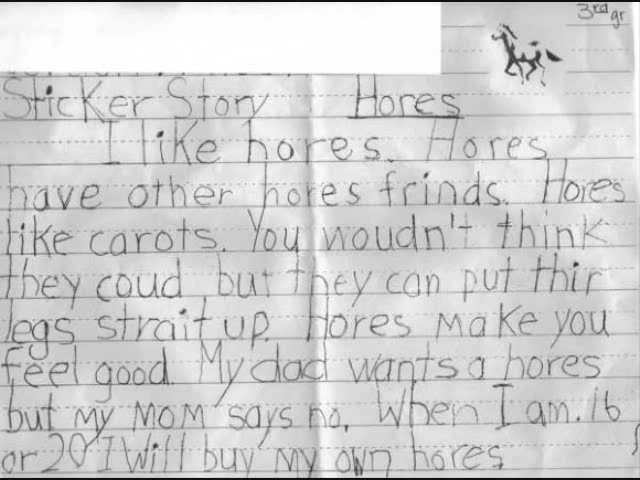 3rd gr
Sticker Story Hores
I like hores. Hores
have other hores frinds. Hores
like carots. You woudn't think
they coud but they can put thir
legs strait up. Hores make you
feel good. My dad wants a hores
but my mom says no. When I am. 16
or 20 I will buy my own hores